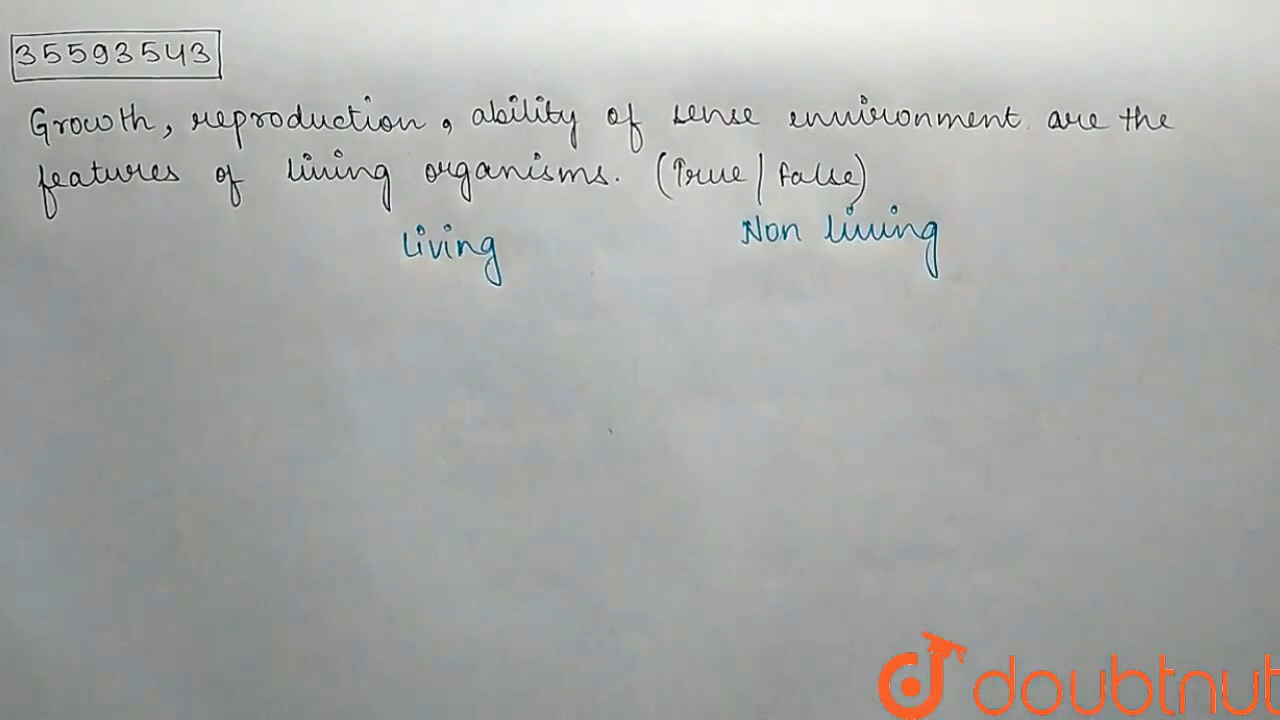 35593543
Growth, reproduction, ability of sense environment are the
features of living organisms. (True/False)
Living Non living
doubtnut